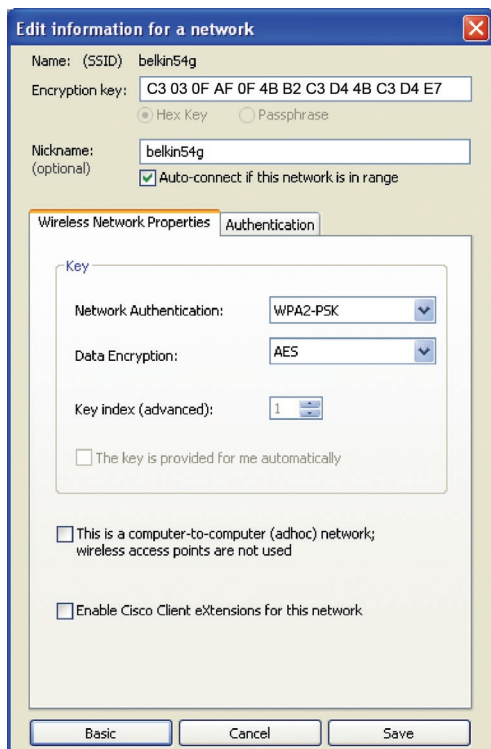 Edit information for a network
Name: (SSID) belkin54g
Encryption key: C3 03 0F AF 0F 4B B2 C3 D4 4B C3 D4 E7
Hex Key Passphrase
Nickname: belkin54g
(optional)
Auto-connect if this network is in range
Wireless Network Properties Authentication
Key
Network Authentication: WPA2-PSK
Data Encryption: AES
Key index (advanced): 1
The key is provided for me automatically
This is a computer-to-computer (adhoc) network;
wireless access points are not used
Enable Cisco Client eXtensions for this network
Basic Cancel Save